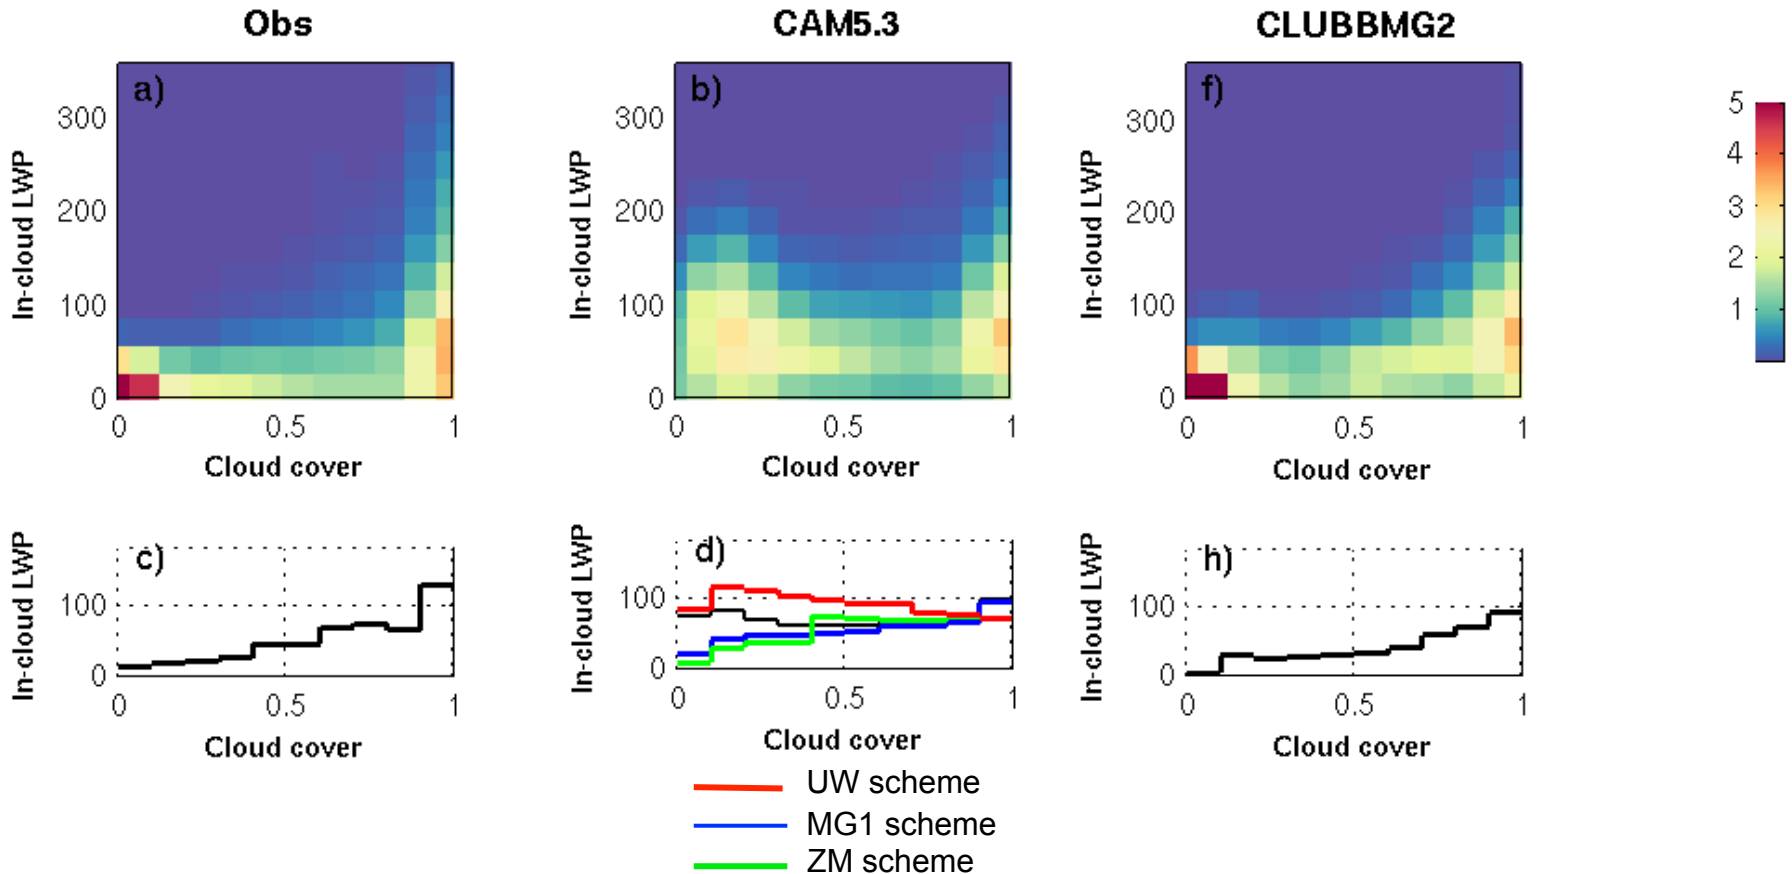 Obs
CAM5.3
CLUBBMG2
a)
b)
f)
In-cloud LWP
300
200
100
0
0
0.5
1
Cloud cover
In-cloud LWP
300
200
100
0
0
0.5
1
Cloud cover
In-cloud LWP
300
200
100
0
0
0.5
1
Cloud cover
5
4
3
2
1
c)
In-cloud LWP
100
0
0
0.5
1
Cloud cover
d)
In-cloud LWP
100
0
0
0.5
1
Cloud cover
h)
In-cloud LWP
100
0
0
0.5
1
Cloud cover
UW scheme
MG1 scheme
ZM scheme